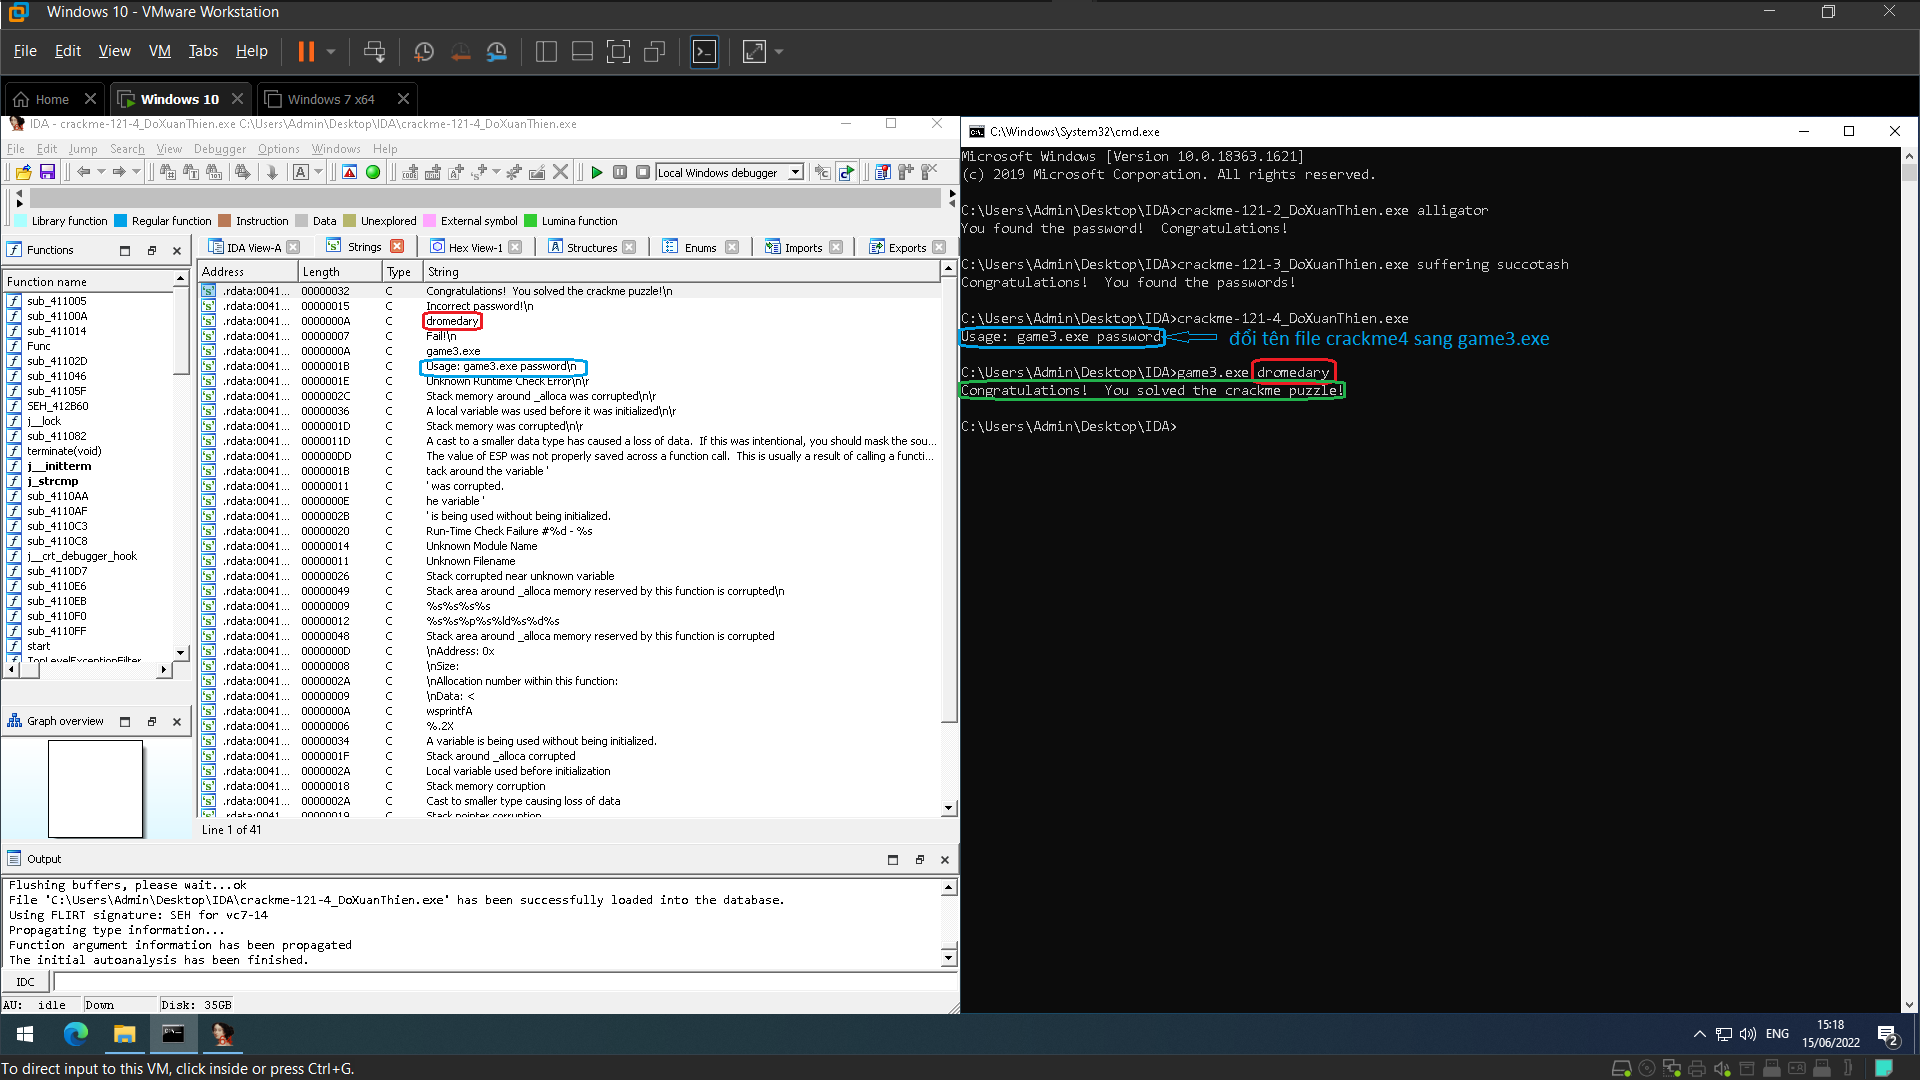 Windows 10 - VMware Workstation
File Edit View VM Tabs Help
Home Windows 10 Windows 7 x64
IDA - crackme-121-4_DoXuanThien.exe C:\Users\Admin\Desktop\IDA\crackme-121-4_DoXuanThien.exe
File Edit Jump Search View Debugger Options Windows Help
Local Windows debugger
Library function Regular function Instruction Data Unexplored External symbol Lumina function
Functions
IDA View-A Strings Hex View-1 Structures Enums Imports Exports
Function name
sub_411005
sub_41100A
sub_411014
Func
sub_41102D
sub_411046
sub_41105F
SEH_412B60
j__lock
sub_411082
terminate(void)
j__initterm
j_strcmp
sub_4110AA
sub_4110AF
sub_4110C3
sub_4110C8
j__crt_debugger_hook
sub_4110D7
sub_4110E6
sub_4110EB
sub_4110F0
sub_4110FF
start
TopLevelExceptionFilter
Graph overview
Address Length Type String
.rdata:0041... 00000032 C Congratulations!  You solved the crackme puzzle!\n
.rdata:0041... 00000015 C Incorrect password!\n
.rdata:0041... 0000000A C dromedary
.rdata:0041... 00000007 C Fail!\n
.rdata:0041... 0000000A C game3.exe
.rdata:0041... 0000001B C Usage: game3.exe password\n
.rdata:0041... 0000001E C Unknown Runtime Check Error\n\r
.rdata:0041... 0000002C C Stack memory around _alloca was corrupted\n\r
.rdata:0041... 00000036 C A local variable was used before it was initialized\n\r
.rdata:0041... 0000001D C Stack memory was corrupted\n\r
.rdata:0041... 0000011D C A cast to a smaller data type has caused a loss of data.  If this was intentional, you should mask the sou...
.rdata:0041... 000000DD C The value of ESP was not properly saved across a function call.  This is usually a result of calling a functi...
.rdata:0041... 0000001B C tack around the variable '
.rdata:0041... 00000011 C ' was corrupted.
.rdata:0041... 0000000E C he variable '
.rdata:0041... 0000002B C ' is being used without being initialized.
.rdata:0041... 00000020 C Run-Time Check Failure #%d - %s
.rdata:0041... 00000014 C Unknown Module Name
.rdata:0041... 00000011 C Unknown Filename
.rdata:0041... 00000026 C Stack corrupted near unknown variable
.rdata:0041... 00000049 C Stack area around _alloca memory reserved by this function is corrupted\n
.rdata:0041... 00000009 C %s%s%s%s
.rdata:0041... 00000012 C %s%s%p%s%ld%s%d%s
.rdata:0041... 00000048 C Stack area around _alloca memory reserved by this function is corrupted
.rdata:0041... 0000000D C \nAddress: 0x
.rdata:0041... 00000008 C \nSize:
.rdata:0041... 0000002A C \nAllocation number within this function:
.rdata:0041... 00000009 C \nData: <
.rdata:0041... 0000000A C wsprintfA
.rdata:0041... 00000006 C %.2X
.rdata:0041... 00000034 C A variable is being used without being initialized.
.rdata:0041... 0000001F C Stack around _alloca corrupted
.rdata:0041... 0000002A C Local variable used before initialization
.rdata:0041... 00000018 C Stack memory corruption
.rdata:0041... 0000002A C Cast to smaller type causing loss of data
.rdata:0041... 00000019 C Stack pointer corruption
Line 1 of 41
Output
Flushing buffers, please wait...ok
File 'C:\Users\Admin\Desktop\IDA\crackme-121-4_DoXuanThien.exe' has been successfully loaded into the database.
Using FLIRT signature: SEH for vc7-14
Propagating type information...
Function argument information has been propagated
The initial autoanalysis has been finished.
IDC
AU: idle Down Disk: 35GB
C:\Windows\System32\cmd.exe
Microsoft Windows [Version 10.0.18363.1621]
(c) 2019 Microsoft Corporation. All rights reserved.
C:\Users\Admin\Desktop\IDA>crackme-121-2_DoXuanThien.exe alligator
You found the password!  Congratulations!
C:\Users\Admin\Desktop\IDA>crackme-121-3_DoXuanThien.exe suffering succotash
Congratulations!  You found the passwords!
C:\Users\Admin\Desktop\IDA>crackme-121-4_DoXuanThien.exe
Usage: game3.exe password đổi tên file crackme4 sang game3.exe
C:\Users\Admin\Desktop\IDA>game3.exe dromedary
Congratulations!  You solved the crackme puzzle!
C:\Users\Admin\Desktop\IDA>
ENG
15:18
15/06/2022
2
To direct input to this VM, click inside or press Ctrl+G.